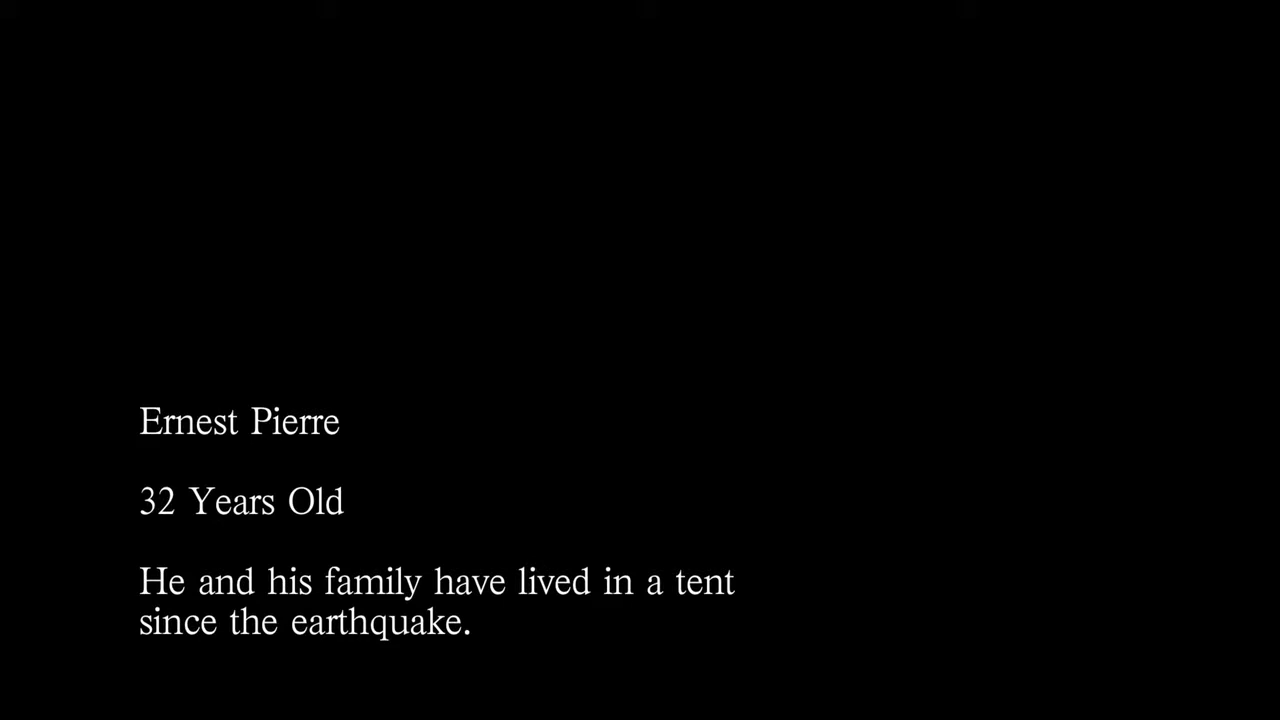 Ernest Pierre
32 Years Old
He and his family have lived in a tent
since the earthquake.